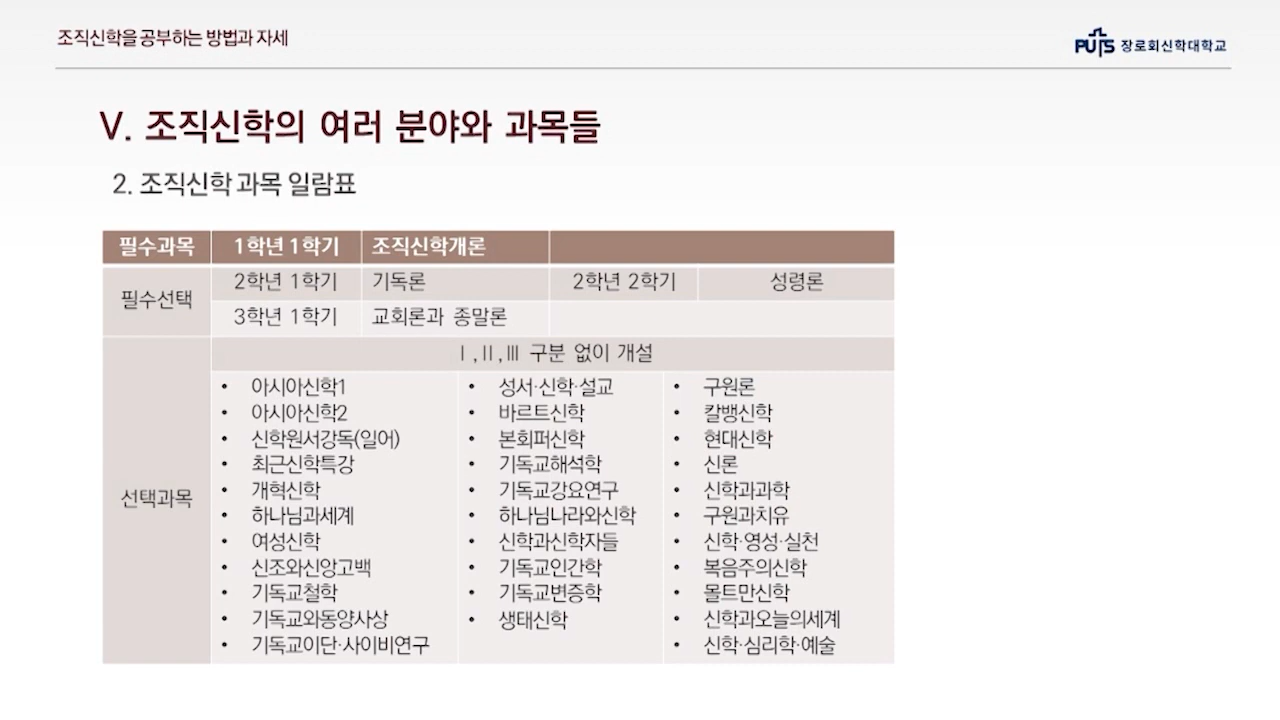 조직신학을 공부하는 방법과 자세
PUTS 장로회신학대학교
V. 조직신학의 여러 분야와 과목들
2. 조직신학 과목 일람표
필수과목 1학년 1학기 조직신학개론
필수선택 2학년 1학기 기독론 2학년 2학기 성령론
3학년 1학기 교회론과 종말론
선택과목
Ⅰ,Ⅱ,Ⅲ 구분 없이 개설
• 아시아신학1
• 아시아신학2
• 신학원서강독(일어)
• 최근신학특강
• 개혁신학
• 하나님과세계
• 여성신학
• 신조와신앙고백
• 기독교철학
• 기독교와동양사상
• 기독교이단·사이비연구
• 성서·신학·설교
• 바르트신학
• 본회퍼신학
• 기독교해석학
• 기독교강요연구
• 하나님나라와신학
• 신학과신학자들
• 기독교인간학
• 기독교변증학
• 생태신학
• 구원론
• 칼뱅신학
• 현대신학
• 신론
• 신학과과학
• 구원과치유
• 신학·영성·실천
• 복음주의신학
• 몰트만신학
• 신학과오늘의세계
• 신학·심리학·예술